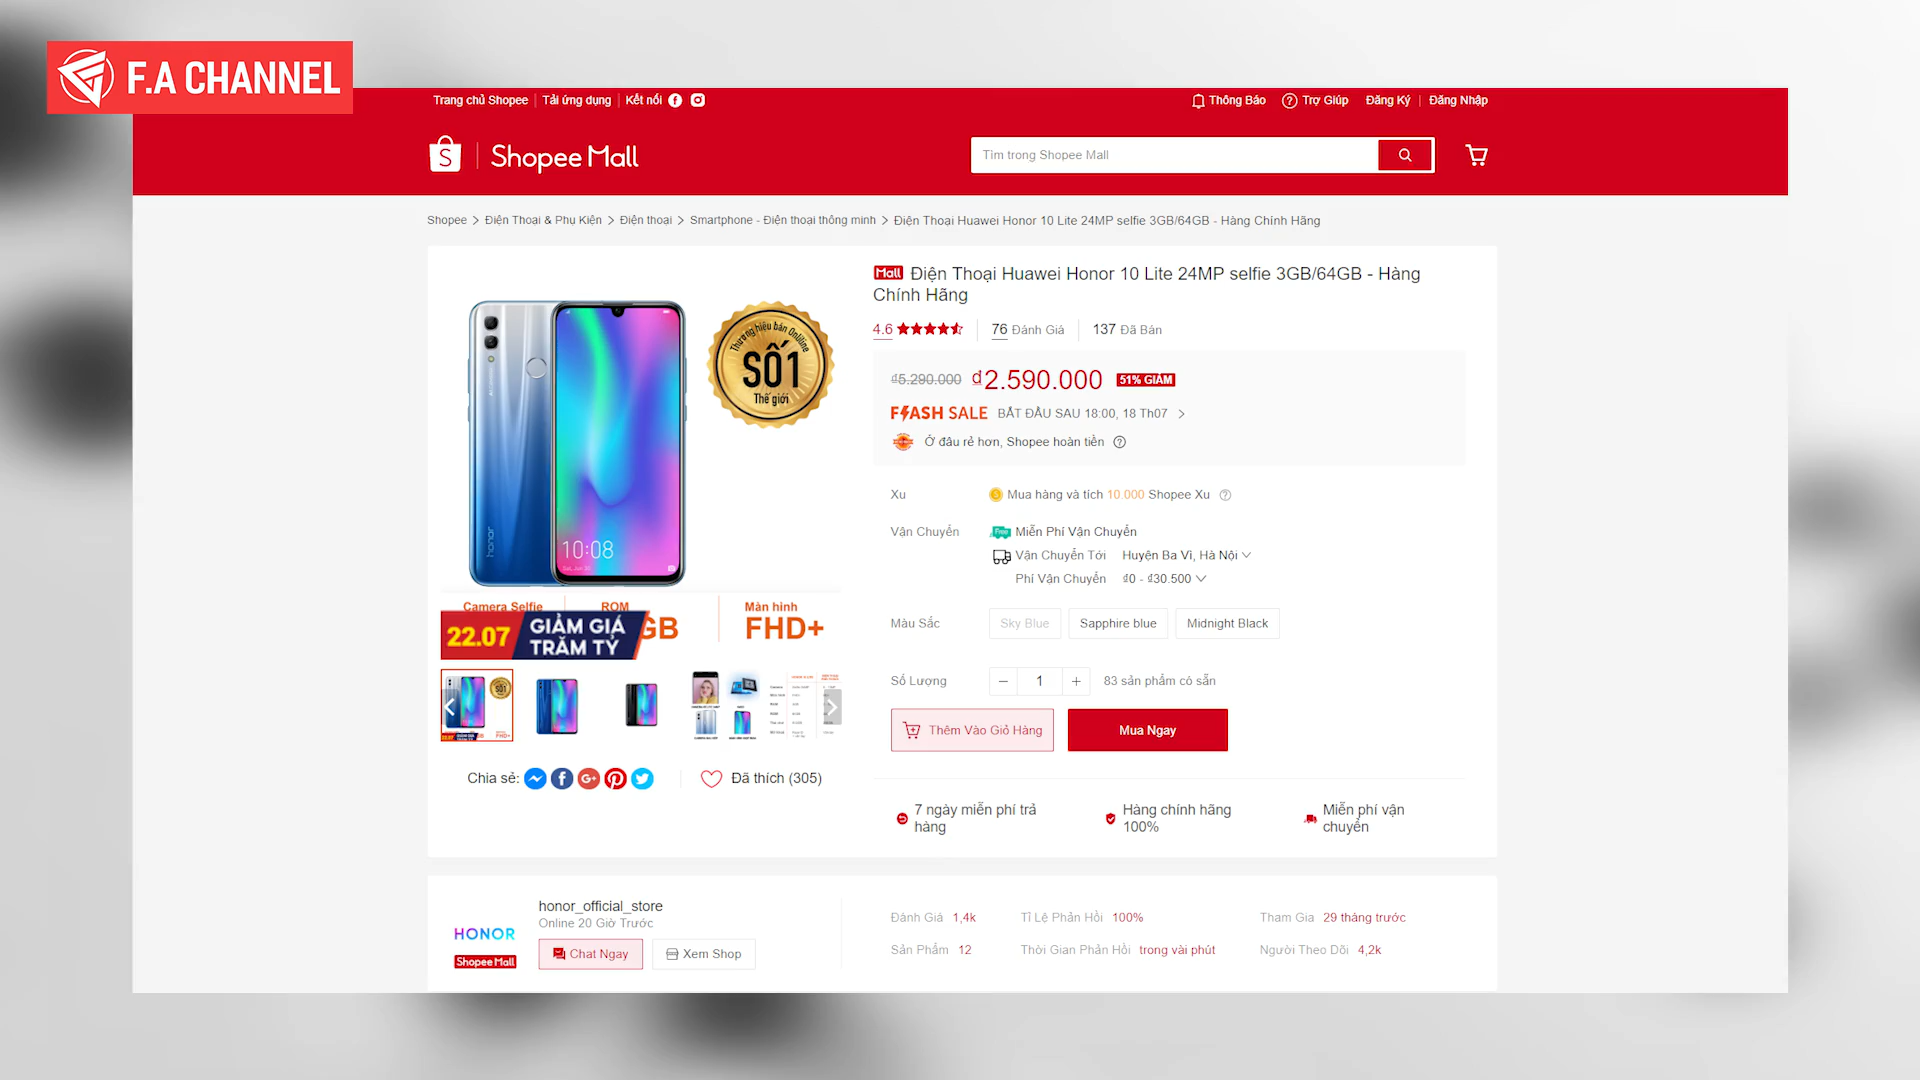 F.A CHANNEL
Trang chủ Shopee
Tải ứng dụng
Kết nối
Thông Báo
Trợ Giúp
Đăng Ký
Đăng Nhập
Shopee Mall
Tìm trong Shopee Mall
Shopee > Điện Thoại & Phụ Kiện > Điện thoại > Smartphone - Điện thoại thông minh > Điện Thoại Huawei Honor 10 Lite 24MP selfie 3GB/64GB - Hàng Chính Hãng
Thương hiệu bán Online
SỐ1
Thế giới
honor
10:08
Camera Selfie
ROM
GB
Màn hình
FHD+
22.07
GIẢM GIÁ
TRĂM TỶ
Chia sẻ:
Đã thích (305)
Mall Điện Thoại Huawei Honor 10 Lite 24MP selfie 3GB/64GB - Hàng
Chính Hãng
4.6
76 Đánh Giá
137 Đã Bán
₫5.290.000 ₫2.590.000 51% GIẢM
FLASH SALE BẮT ĐẦU SAU 18:00, 18 Th07 >
Ở đâu rẻ hơn, Shopee hoàn tiền
Xu
Mua hàng và tích 10.000 Shopee Xu
Vận Chuyển
Free Miễn Phí Vận Chuyển
Vận Chuyển Tới Huyện Ba Vì, Hà Nội
Phí Vận Chuyển ₫0 - ₫30.500
Màu Sắc
Sky Blue
Sapphire blue
Midnight Black
Số Lượng
− 1 +
83 sản phẩm có sẵn
Thêm Vào Giỏ Hàng
Mua Ngay
7 ngày miễn phí trả
hàng
Hàng chính hãng
100%
Miễn phí vận
chuyển
HONOR
Shopee Mall
honor_official_store
Online 20 Giờ Trước
Chat Ngay
Xem Shop
Đánh Giá 1,4k
Tỉ Lệ Phản Hồi 100%
Tham Gia 29 tháng trước
Sản Phẩm 12
Thời Gian Phản Hồi trong vài phút
Người Theo Dõi 4,2k